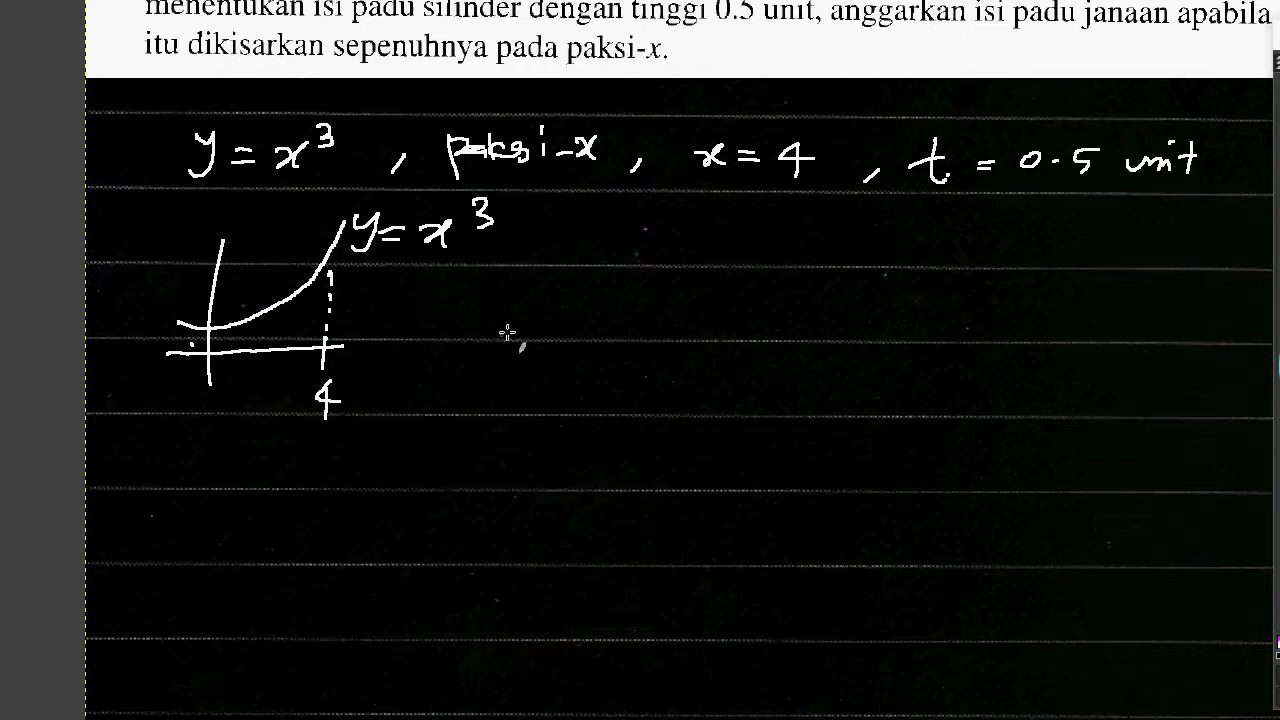 menentukan isi padu silinder dengan tinggi 0.5 unit, anggarkan isi padu janaan apabila
itu dikisarkan sepenuhnya pada paksi-x.
y = x³ , paksi-x , x = 4 , t = 0.5 unit
y = x³
4